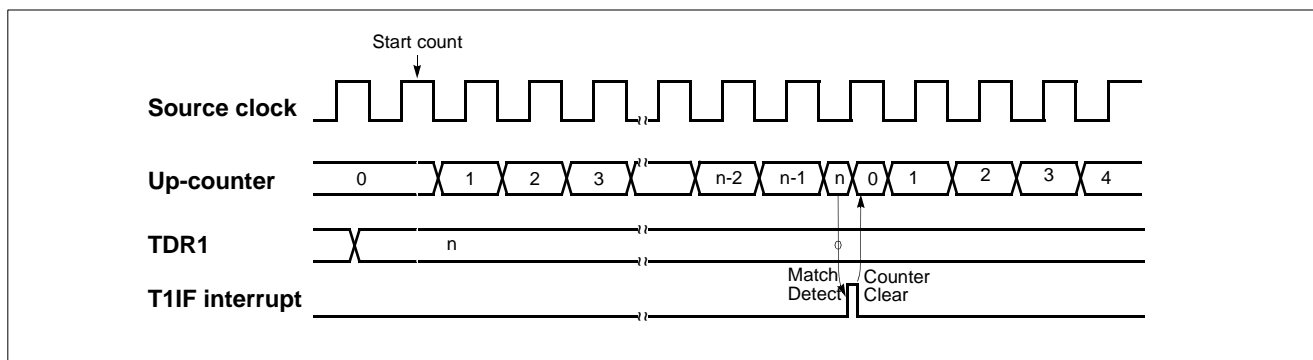 Start count
Source clock
Up-counter
0 1 2 3 n-2 n-1 n 0 1 2 3 4
TDR1
n
Match Detect
Counter Clear
T1IF interrupt